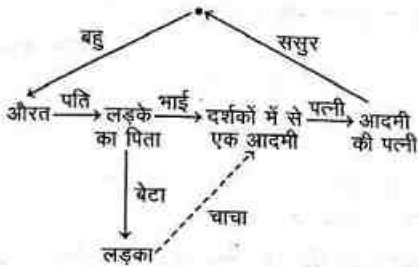 बहु
ससुर
औरत पति लड़के भाई दर्शकों में से पत्नी आदमी
का पिता एक आदमी की पत्नी
बेटा
चाचा
लड़का